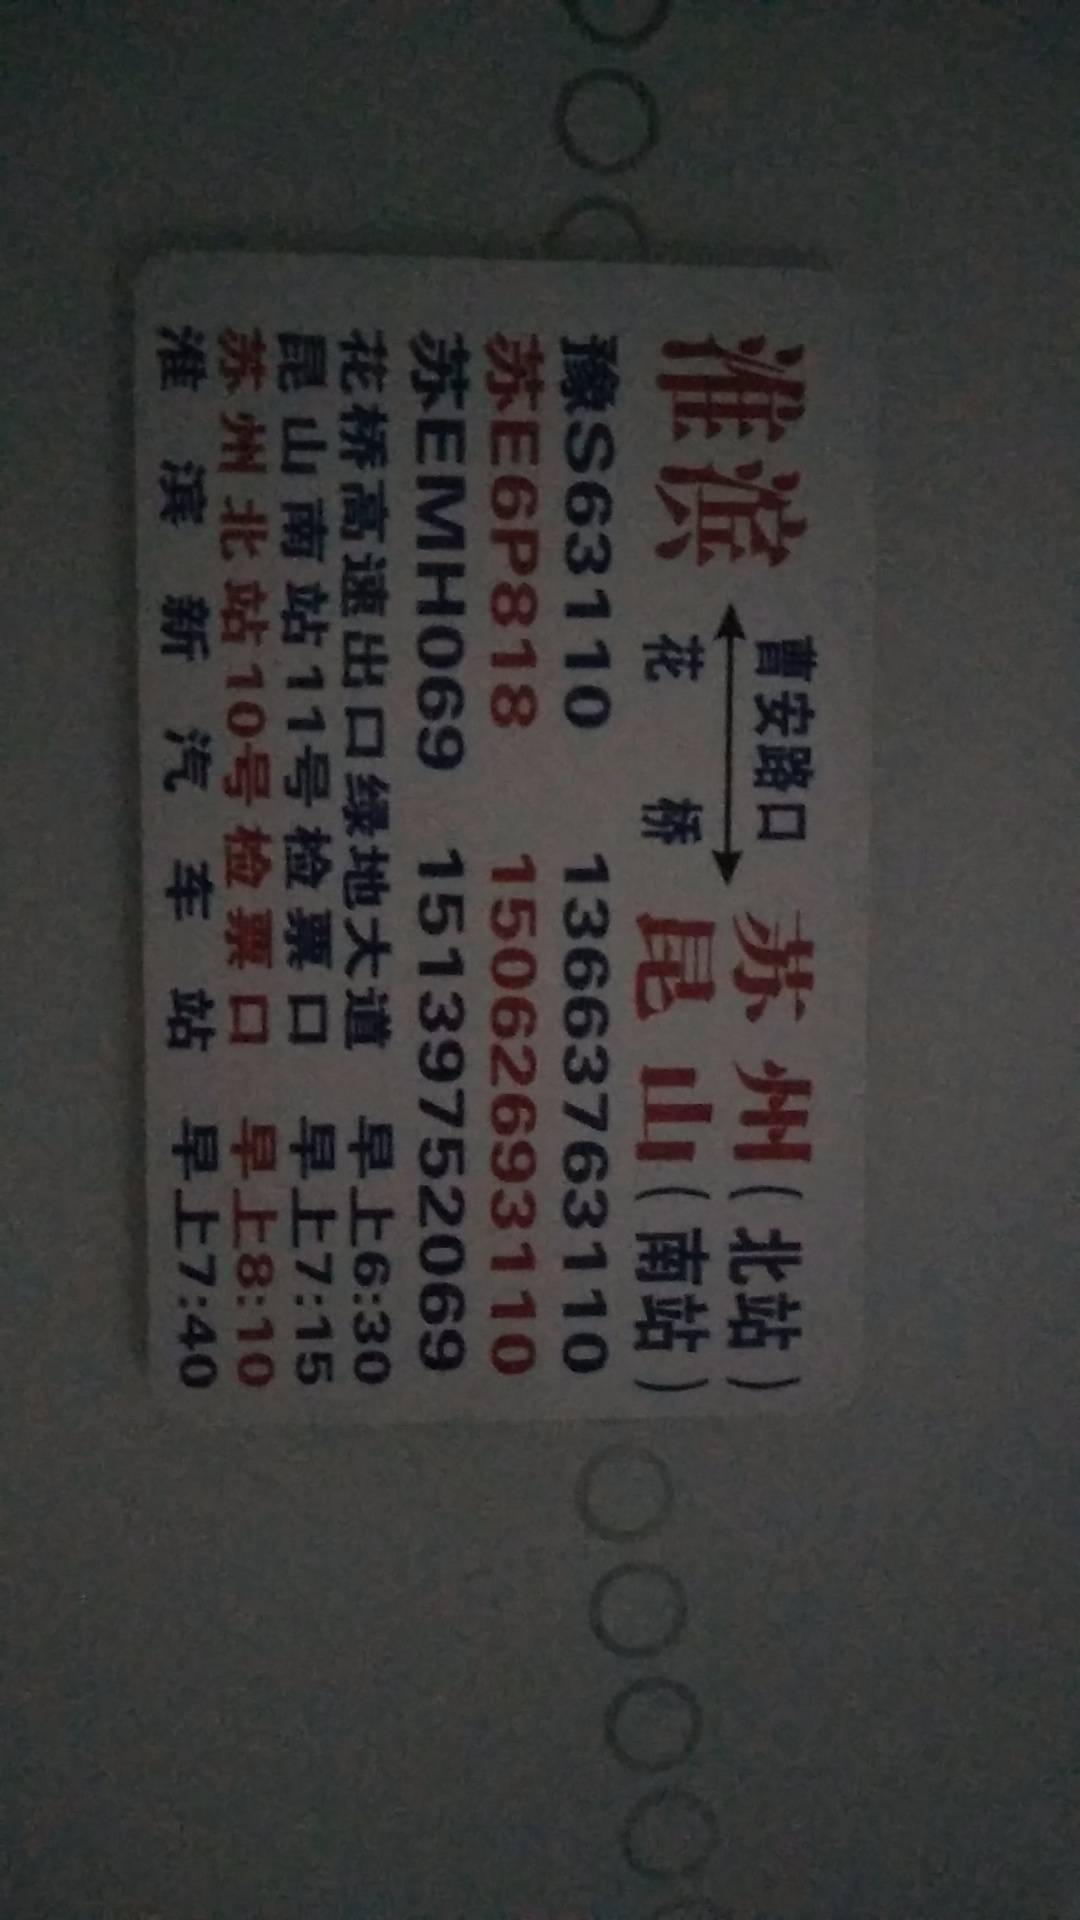 淮滨 曹安路口 苏州(北站)
花桥 昆山(南站)
豫S63110 13663763110
苏E6P818 15062693110
苏EMH069 15139752069
花桥高速出口绿地大道 早上6:30
昆山南站11号检票口 早上7:15
苏州北站10号检票口 早上8:10
淮滨新汽车站 早上7:40